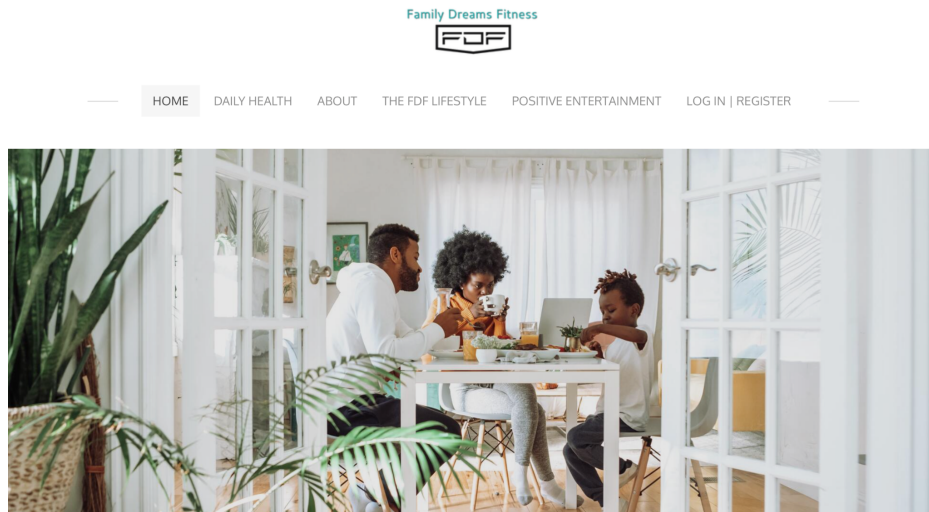 Family Dreams Fitness
FDF
HOME DAILY HEALTH ABOUT THE FDF LIFESTYLE POSITIVE ENTERTAINMENT LOG IN | REGISTER